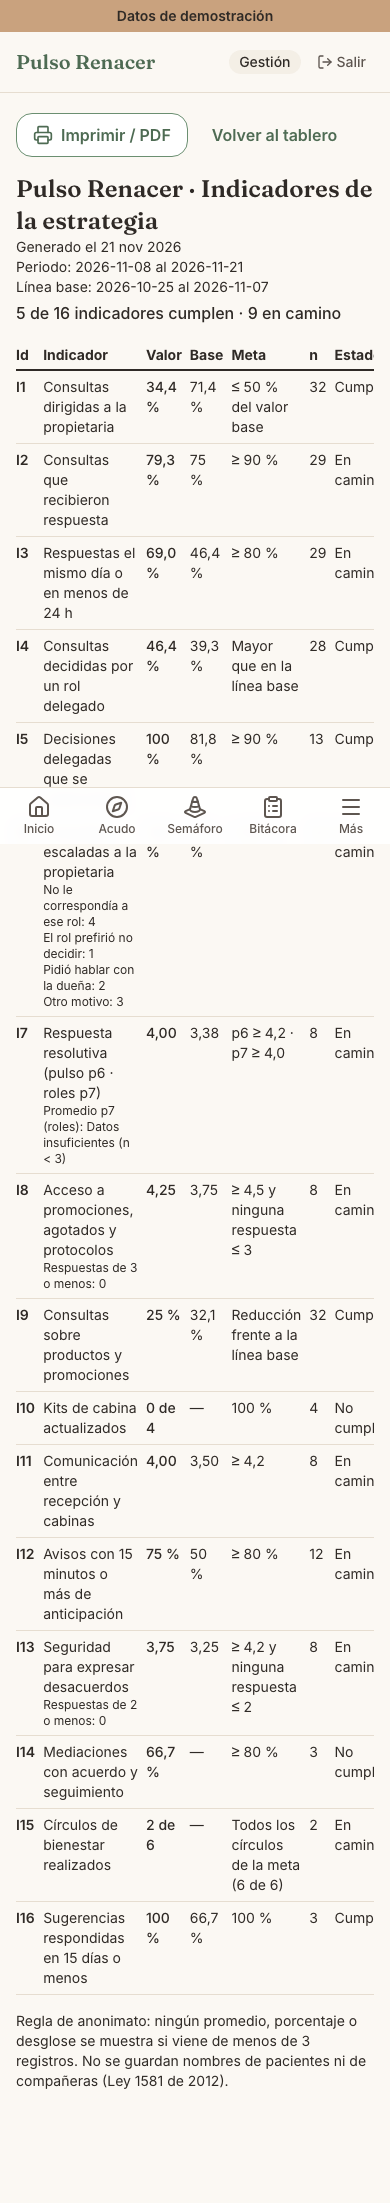 Datos de demostración
Pulso Renacer
Gestión
Salir
Imprimir / PDF
Volver al tablero
Pulso Renacer · Indicadores de
la estrategia
Generado el 21 nov 2026
Periodo: 2026-11-08 al 2026-11-21
Línea base: 2026-10-25 al 2026-11-07
5 de 16 indicadores cumplen · 9 en camino
Id Indicador Valor Base Meta n Estad
I1 Consultas 34,4 71,4 ≤ 50 % 32 Cump
dirigidas a la % % del valor
propietaria base
I2 Consultas 79,3 75 ≥ 90 % 29 En
que % % camin
recibieron
respuesta
I3 Respuestas el 69,0 46,4 ≥ 80 % 29 En
mismo día o % % camin
en menos de
24 h
I4 Consultas 46,4 39,3 Mayor 28 Cump
decididas por % % que en la
un rol línea base
delegado
I5 Decisiones 100 81,8 ≥ 90 % 13 Cump
delegadas % %
que se
Inicio Acudo Semáforo Bitácora Más
escaladas a la % % camin
propietaria
No le
correspondía a
ese rol: 4
El rol prefirió no
decidir: 1
Pidió hablar con
la dueña: 2
Otro motivo: 3
I7 Respuesta 4,00 3,38 p6 ≥ 4,2 · 8 En
resolutiva p7 ≥ 4,0 camin
(pulso p6 ·
roles p7)
Promedio p7
(roles): Datos
insuficientes (n
< 3)
I8 Acceso a 4,25 3,75 ≥ 4,5 y 8 En
promociones, ninguna camin
agotados y respuesta
protocolos ≤ 3
Respuestas de 3
o menos: 0
I9 Consultas 25 % 32,1 Reducción 32 Cump
sobre % frente a la
productos y línea base
promociones
I10 Kits de cabina 0 de — 100 % 4 No
actualizados 4 cumpl
I11 Comunicación 4,00 3,50 ≥ 4,2 8 En
entre camin
recepción y
cabinas
I12 Avisos con 15 75 % 50 ≥ 80 % 12 En
minutos o % camin
más de
anticipación
I13 Seguridad 3,75 3,25 ≥ 4,2 y 8 En
para expresar ninguna camin
desacuerdos respuesta
Respuestas de 2 ≤ 2
o menos: 0
I14 Mediaciones 66,7 — ≥ 80 % 3 No
con acuerdo y % cumpl
seguimiento
I15 Círculos de 2 de — Todos los 2 En
bienestar 6 círculos camin
realizados de la meta
(6 de 6)
I16 Sugerencias 100 66,7 100 % 3 Cump
respondidas % %
en 15 días o
menos
Regla de anonimato: ningún promedio, porcentaje o
desglose se muestra si viene de menos de 3
registros. No se guardan nombres de pacientes ni de
compañeras (Ley 1581 de 2012).